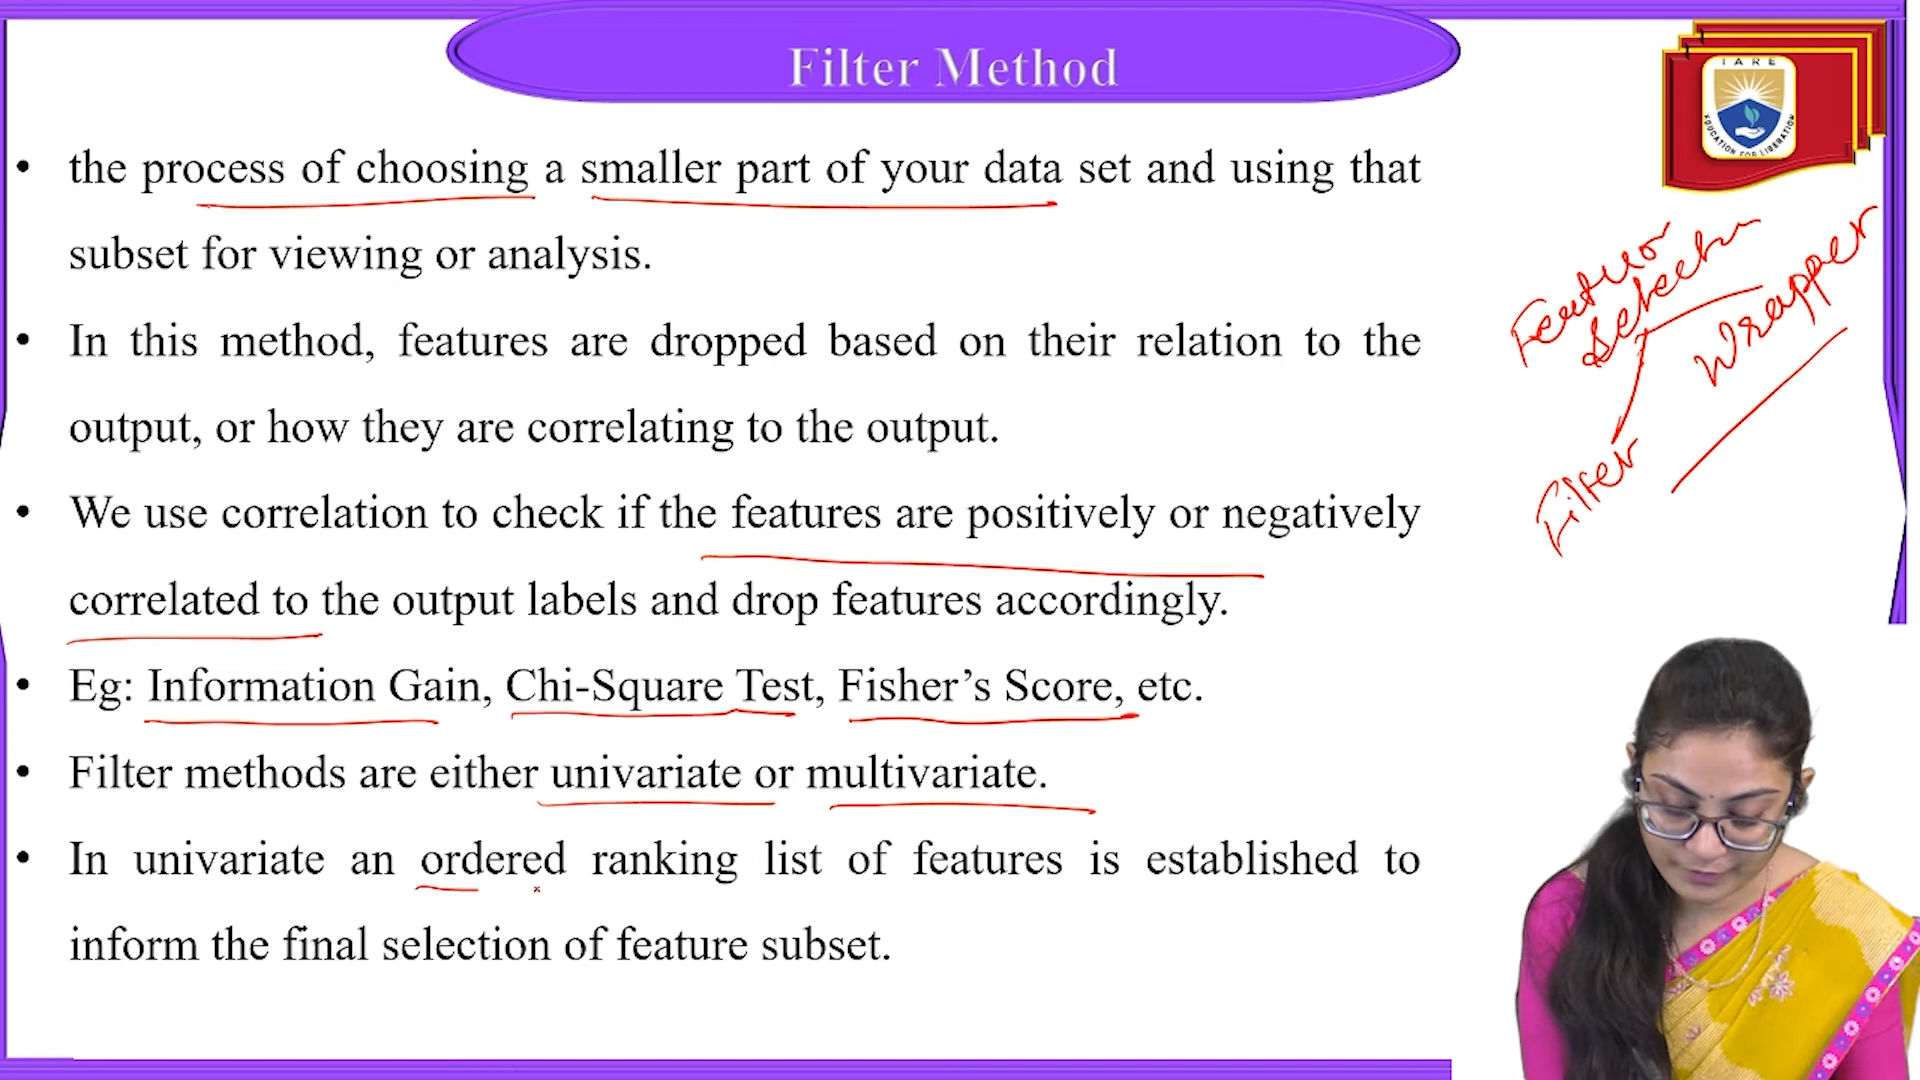 Filter Method
IARE
EDUCATION FOR LIBERATION
• the process of choosing a smaller part of your data set and using that
subset for viewing or analysis.
• In this method, features are dropped based on their relation to the
output, or how they are correlating to the output.
• We use correlation to check if the features are positively or negatively
correlated to the output labels and drop features accordingly.
• Eg: Information Gain, Chi-Square Test, Fisher’s Score, etc.
• Filter methods are either univariate or multivariate.
• In univariate an ordered ranking list of features is established to
inform the final selection of feature subset.
Wrapper
Filter